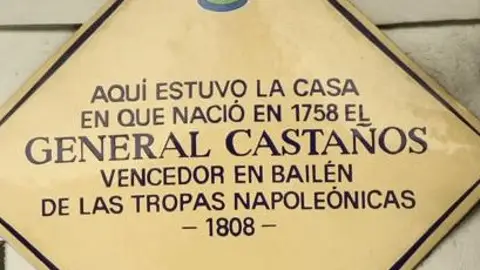 AQUÍ ESTUVO LA CASA
EN QUE NACIÓ EN 1758 EL
GENERAL CASTAÑOS
VENCEDOR EN BAILÉN
DE LAS TROPAS NAPOLEÓNICAS
– 1808 –